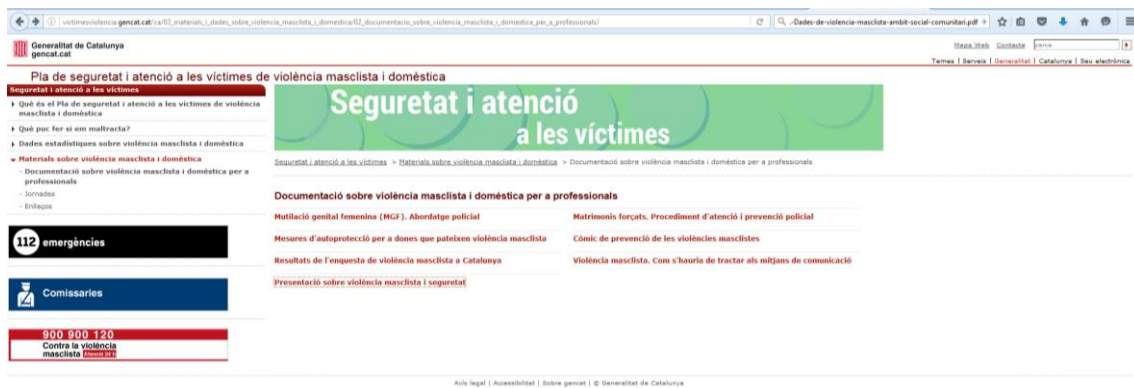 victimesviolencia.gencat.cat/ca/03_materials_i_dades_sobre_violencia_masclista_i_domestica/02_documentacio_sobre_violencia_masclista_i_domestica_per_a_professionals/
-Dades-de-violencia-masclista-ambit-social-comunitari.pdf
Generalitat de Catalunya
gencat.cat
Mapa Web Contacte cerca
Temes | Serveis | Generalitat | Catalunya | Seu electrònica
Pla de seguretat i atenció a les víctimes de violència masclista i domèstica
Seguretat i atenció a les víctimes
Què és el Pla de seguretat i atenció a les víctimes de violència
masclista i domèstica
Què puc fer si em maltracta?
Dades estadístiques sobre violència masclista i domèstica
Materials sobre violència masclista i domèstica
- Documentació sobre violència masclista i domèstica per a
professionals
- Jornades
- Enllaços
112 emergències
Comissaries
900 900 120
Contra la violència
masclista Atenció 24 h
Seguretat i atenció
a les víctimes
Seguretat i atenció a les víctimes > Materials sobre violència masclista i domèstica > Documentació sobre violència masclista i domèstica per a professionals
Documentació sobre violència masclista i domèstica per a professionals
Mutilació genital femenina (MGF). Abordatge policial
Matrimonis forçats. Procediment d'atenció i prevenció policial
Mesures d'autoprotecció per a dones que pateixen violència masclista
Còmic de prevenció de les violències masclistes
Resultats de l'enquesta de violència masclista a Catalunya
Violència masclista. Com s'hauria de tractar als mitjans de comunicació
Presentació sobre violència masclista i seguretat
Avís legal | Accessibilitat | Sobre gencat | © Generalitat de Catalunya